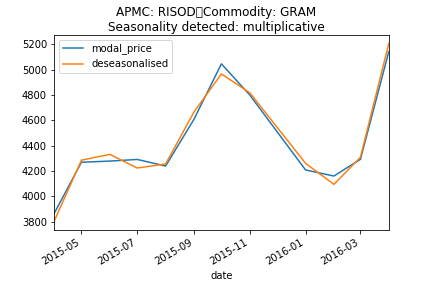 APMC: RISOD▯Commodity: GRAM
Seasonality detected: multiplicative
modal_price
deseasonalised
5200
5000
4800
4600
4400
4200
4000
3800
2015-05
2015-07
2015-09
2015-11
2016-01
2016-03
date